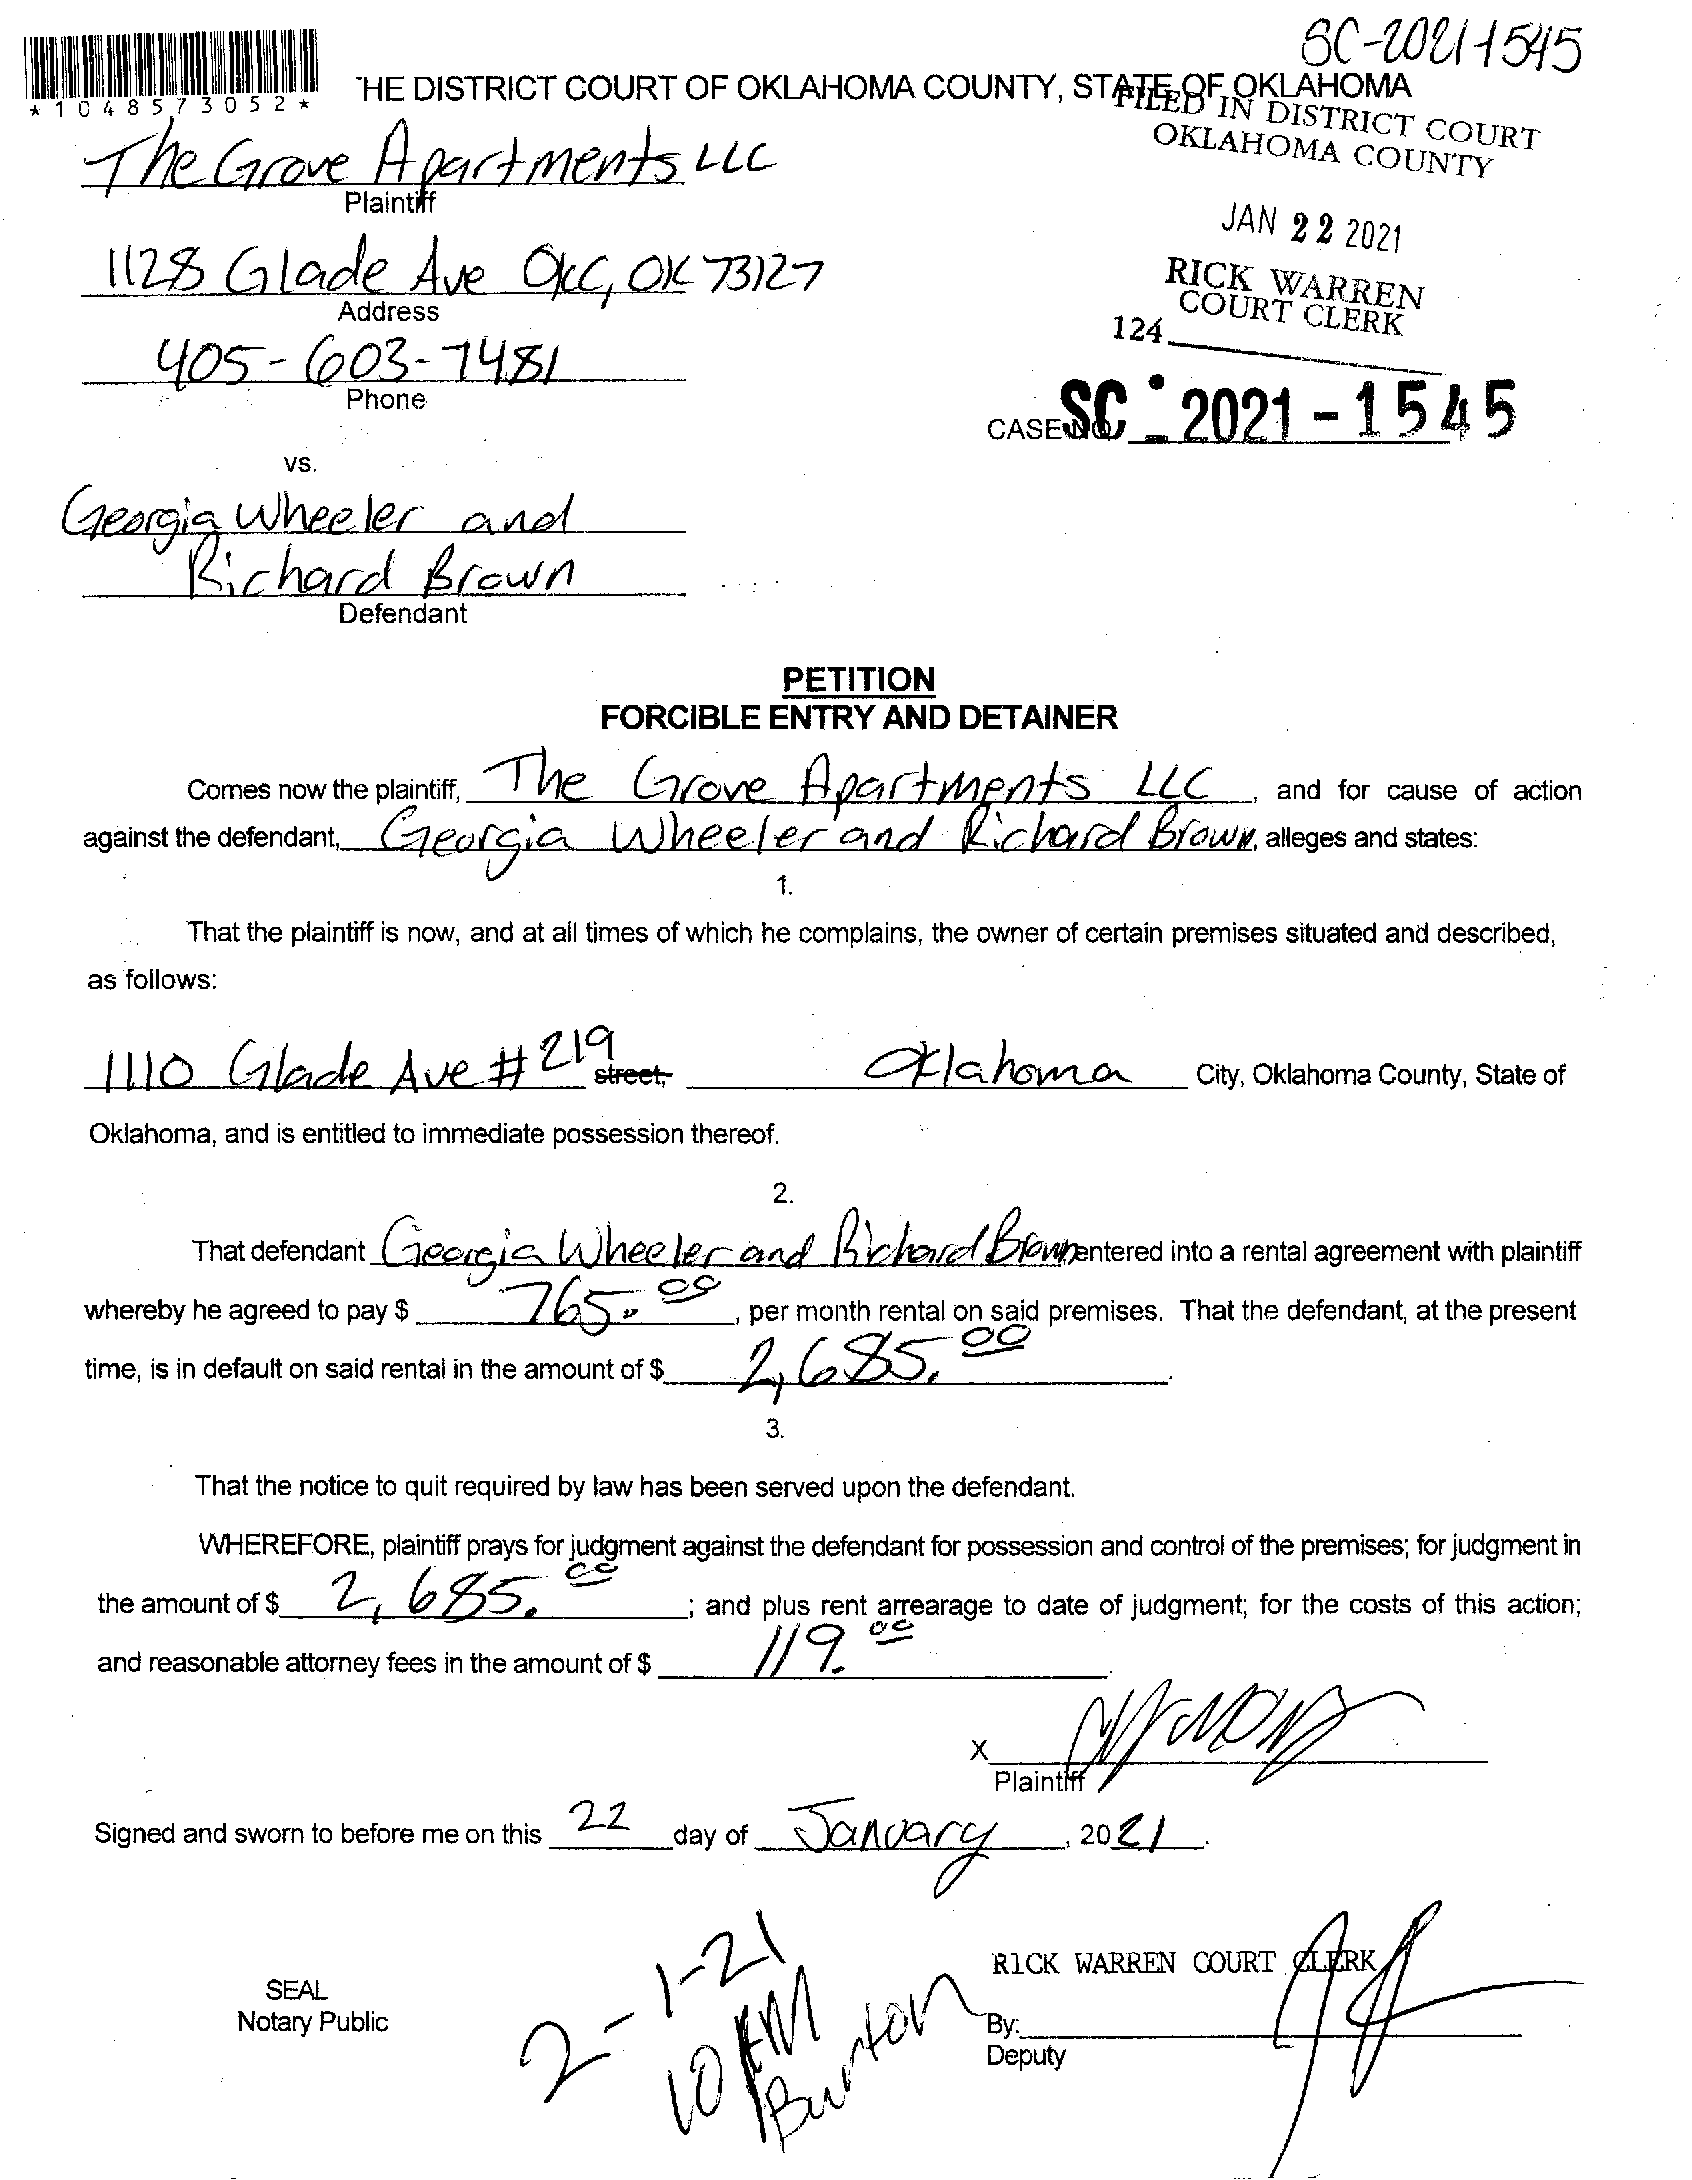 SC-2021-1545
*1048573052*
THE DISTRICT COURT OF OKLAHOMA COUNTY, STATE OF OKLAHOMA
FILED IN DISTRICT COURT
OKLAHOMA COUNTY
The Grove Apartments LLC
Plaintiff
JAN 22 2021
1128 Glade Ave OKC, OK 73127
Address
RICK WARREN
COURT CLERK
124
405-603-7481
Phone
CASE NO. SC - 2021 - 1545
vs.
Georgia Wheeler and
Richard Brown
Defendant
PETITION
FORCIBLE ENTRY AND DETAINER
Comes now the plaintiff, The Grove Apartments LLC, and for cause of action
against the defendant, Georgia Wheeler and Richard Brown, alleges and states:
1.
That the plaintiff is now, and at all times of which he complains, the owner of certain premises situated and described,
as follows:
1110 Glade Ave # 219 street, Oklahoma City, Oklahoma County, State of
Oklahoma, and is entitled to immediate possession thereof.
2.
That defendant Georgia Wheeler and Richard Brown entered into a rental agreement with plaintiff
whereby he agreed to pay $ 765.00, per month rental on said premises. That the defendant, at the present
time, is in default on said rental in the amount of $ 2,685.00.
3.
That the notice to quit required by law has been served upon the defendant.
WHEREFORE, plaintiff prays for judgment against the defendant for possession and control of the premises; for judgment in
the amount of $ 2,685.00; and plus rent arrearage to date of judgment; for the costs of this action;
and reasonable attorney fees in the amount of $ 119.00.
X
Plaintiff
Signed and sworn to before me on this 22 day of January, 2021.
2-1-21
10 AM
Burton
RICK WARREN COURT CLERK
SEAL
Notary Public
By:
Deputy